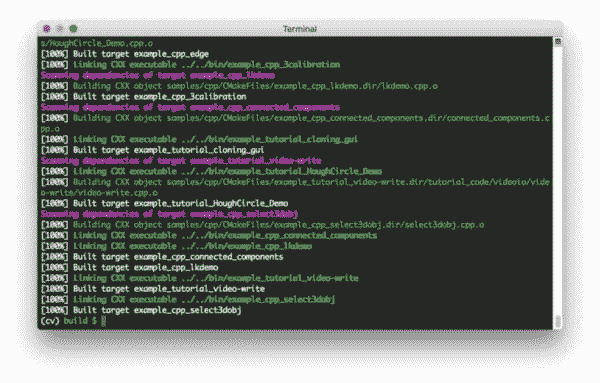 Terminal
s/HoughCircle_Demo.cpp.o
[100%] Built target example_cpp_edge
[100%] Linking CXX executable ../../bin/example_cpp_3calibration
Scanning dependencies of target example_cpp_lkdemo
[100%] Building CXX object samples/cpp/CMakeFiles/example_cpp_lkdemo.dir/lkdemo.cpp.o
[100%] Built target example_cpp_3calibration
Scanning dependencies of target example_cpp_connected_components
[100%] Building CXX object samples/cpp/CMakeFiles/example_cpp_connected_components.dir/connected_components.c
pp.o
[100%] Linking CXX executable ../../bin/example_tutorial_cloning_gui
[100%] Built target example_tutorial_cloning_gui
Scanning dependencies of target example_tutorial_video-write
[100%] Linking CXX executable ../../bin/example_tutorial_HoughCircle_Demo
[100%] Building CXX object samples/cpp/CMakeFiles/example_tutorial_video-write.dir/tutorial_code/videoio/vide
o-write/video-write.cpp.o
[100%] Built target example_tutorial_HoughCircle_Demo
Scanning dependencies of target example_cpp_select3dobj
[100%] Building CXX object samples/cpp/CMakeFiles/example_cpp_select3dobj.dir/select3dobj.cpp.o
[100%] Linking CXX executable ../../bin/example_cpp_connected_components
[100%] Linking CXX executable ../../bin/example_cpp_lkdemo
[100%] Built target example_cpp_connected_components
[100%] Built target example_cpp_lkdemo
[100%] Linking CXX executable ../../bin/example_tutorial_video-write
[100%] Built target example_tutorial_video-write
[100%] Linking CXX executable ../../bin/example_cpp_select3dobj
[100%] Built target example_cpp_select3dobj
(cv) build $